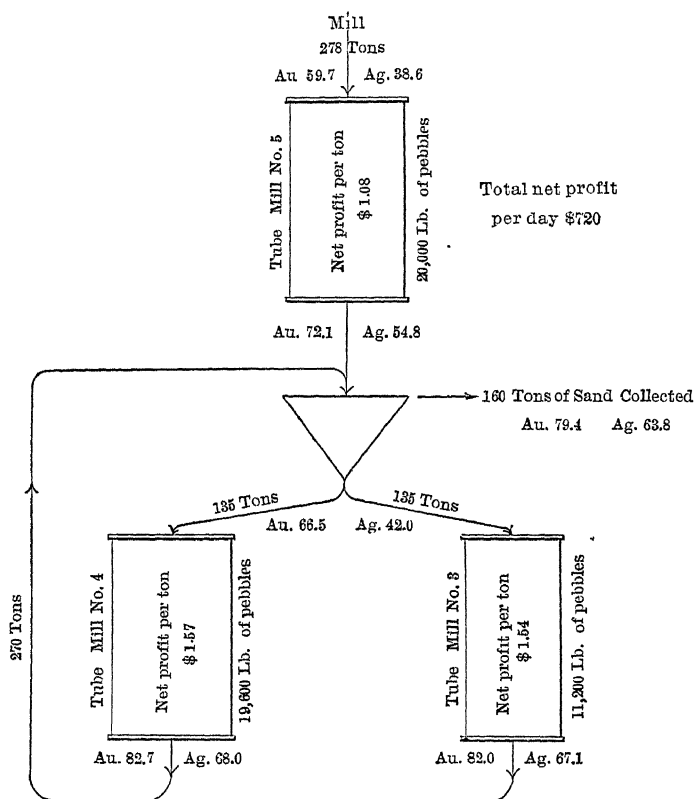 Mill
278 Tons
Au 59.7 Ag. 38.6
Tube Mill No. 5
Net profit per ton
$1.08
20,000 Lb. of pebbles
Total net profit
per day $720
Au. 72.1 Ag. 54.8
160 Tons of Sand Collected
Au. 79.4 Ag. 63.8
135 Tons 135 Tons
Au. 66.5 Ag. 42.0
270 Tons
Tube Mill No. 4
Net profit per ton
$1.57
19,600 Lb. of pebbles
Tube Mill No. 3
Net profit per ton
$1.54
11,200 Lb. of pebbles
Au. 82.7 Ag. 68.0
Au. 82.0 Ag. 67.1